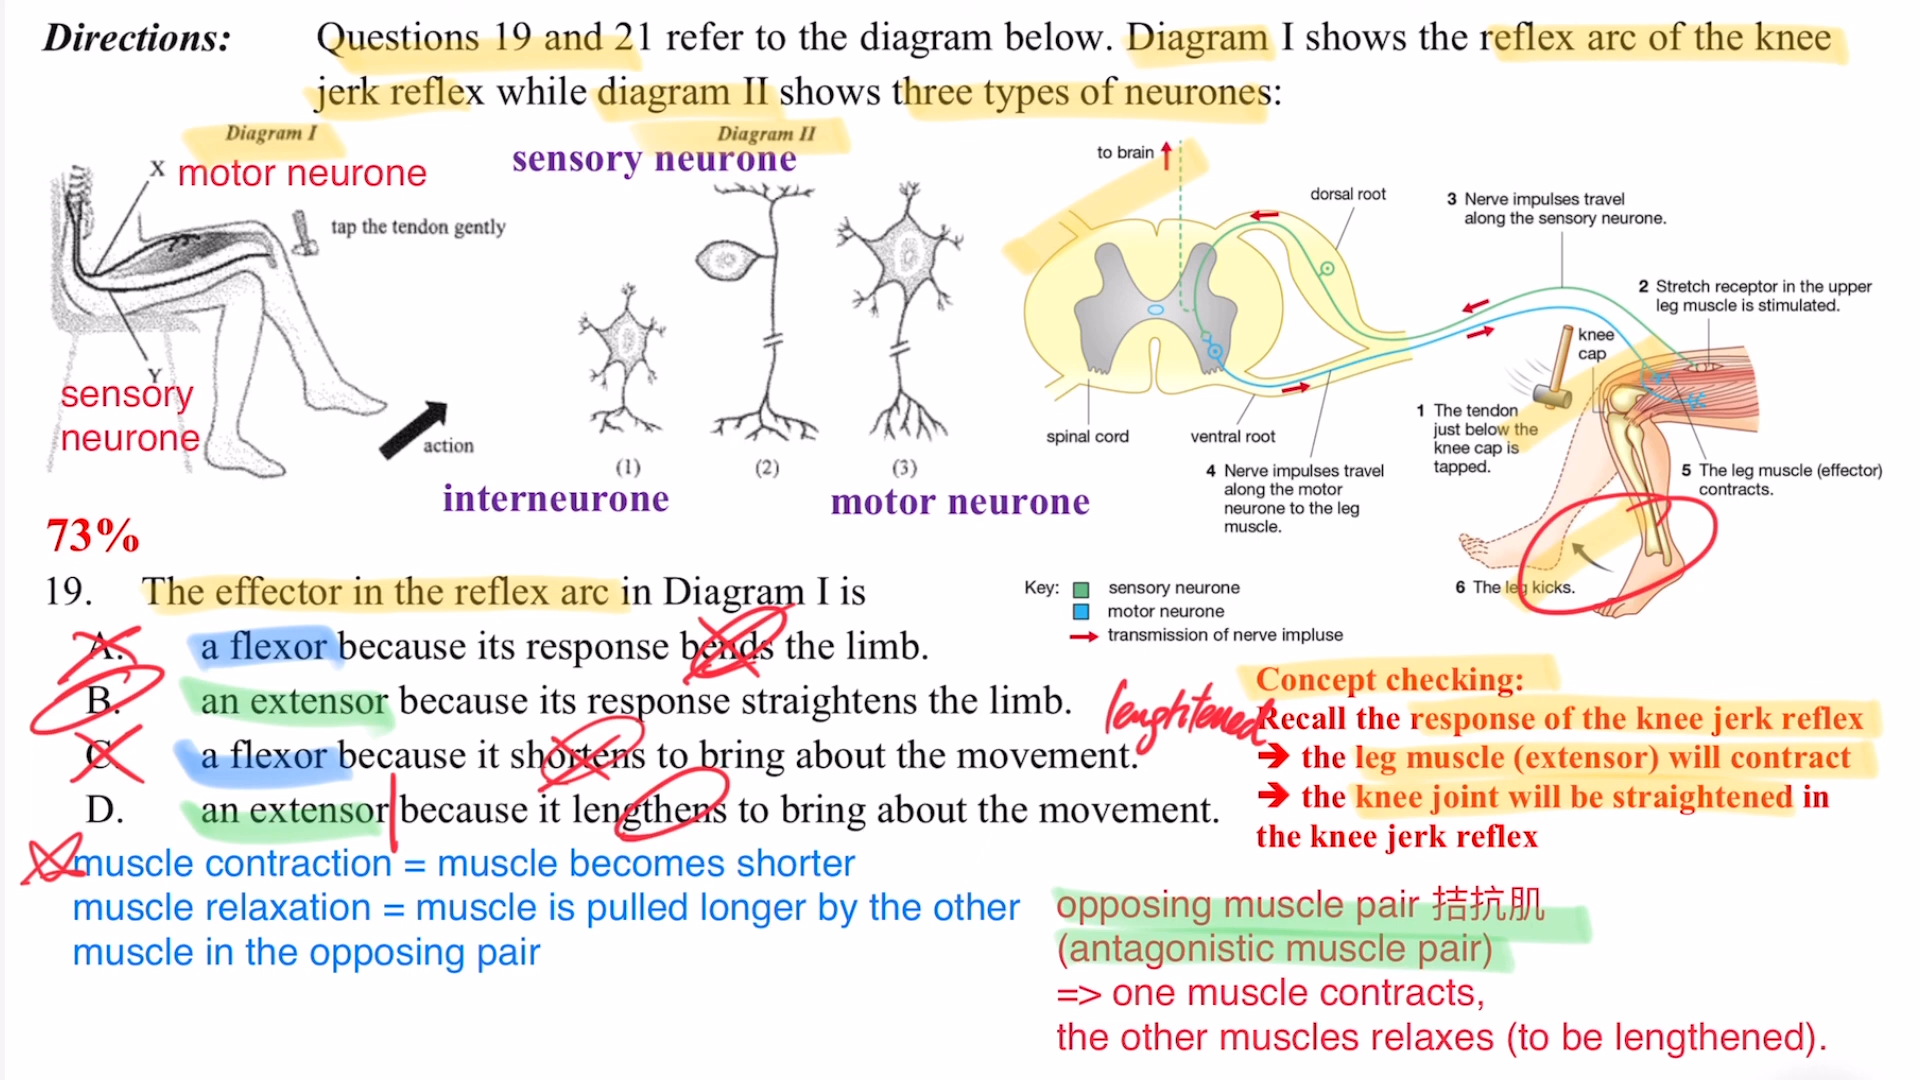 Directions: Questions 19 and 21 refer to the diagram below. Diagram I shows the reflex arc of the knee
jerk reflex while diagram II shows three types of neurones:
Diagram I
Diagram II
X motor neurone
sensory neurone
tap the tendon gently
Y
sensory
neurone
action
(1)
(2)
(3)
interneurone
motor neurone
to brain
dorsal root
3 Nerve impulses travel
along the sensory neurone.
2 Stretch receptor in the upper
leg muscle is stimulated.
knee
cap
1 The tendon
just below the
knee cap is
tapped.
spinal cord
ventral root
4 Nerve impulses travel
along the motor
neurone to the leg
muscle.
5 The leg muscle (effector)
contracts.
6 The leg kicks.
Key:
sensory neurone
motor neurone
transmission of nerve impluse
73%
19. The effector in the reflex arc in Diagram I is
A. a flexor because its response bends the limb.
B. an extensor because its response straightens the limb.
C. a flexor because it shortens to bring about the movement.
D. an extensor because it lengthens to bring about the movement.
lenghtened
Concept checking:
Recall the response of the knee jerk reflex
➔ the leg muscle (extensor) will contract
➔ the knee joint will be straightened in
the knee jerk reflex
muscle contraction = muscle becomes shorter
muscle relaxation = muscle is pulled longer by the other
muscle in the opposing pair
opposing muscle pair 拮抗肌
(antagonistic muscle pair)
=> one muscle contracts,
the other muscles relaxes (to be lengthened).